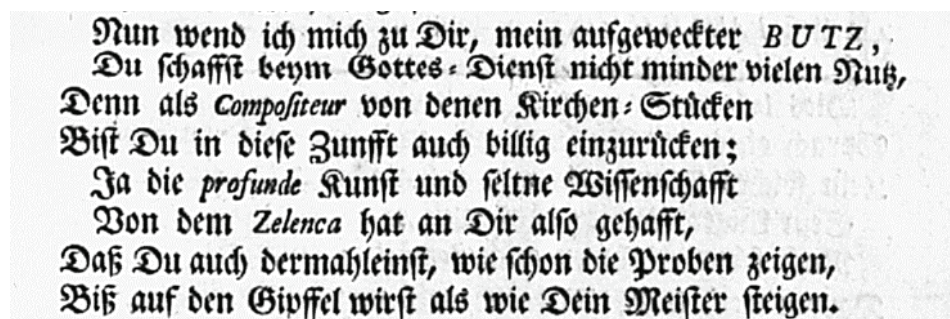 Nun wend ich mich zu Dir, mein aufgeweckter BUTZ,
Du schaffst beym Gottes-Dienst nicht minder vielen Nutz,
Denn als Compositeur von denen Kirchen-Stücken
Bist Du in diese Zunfft auch billig einzurücken;
Ja die profunde Kunst und seltne Wissenschafft
Von dem Zelenca hat an Dir also gehafft,
Daß Du auch dermahleinst, wie schon die Proben zeigen,
Biß auf den Gipffel wirst als wie Dein Meister steigen.